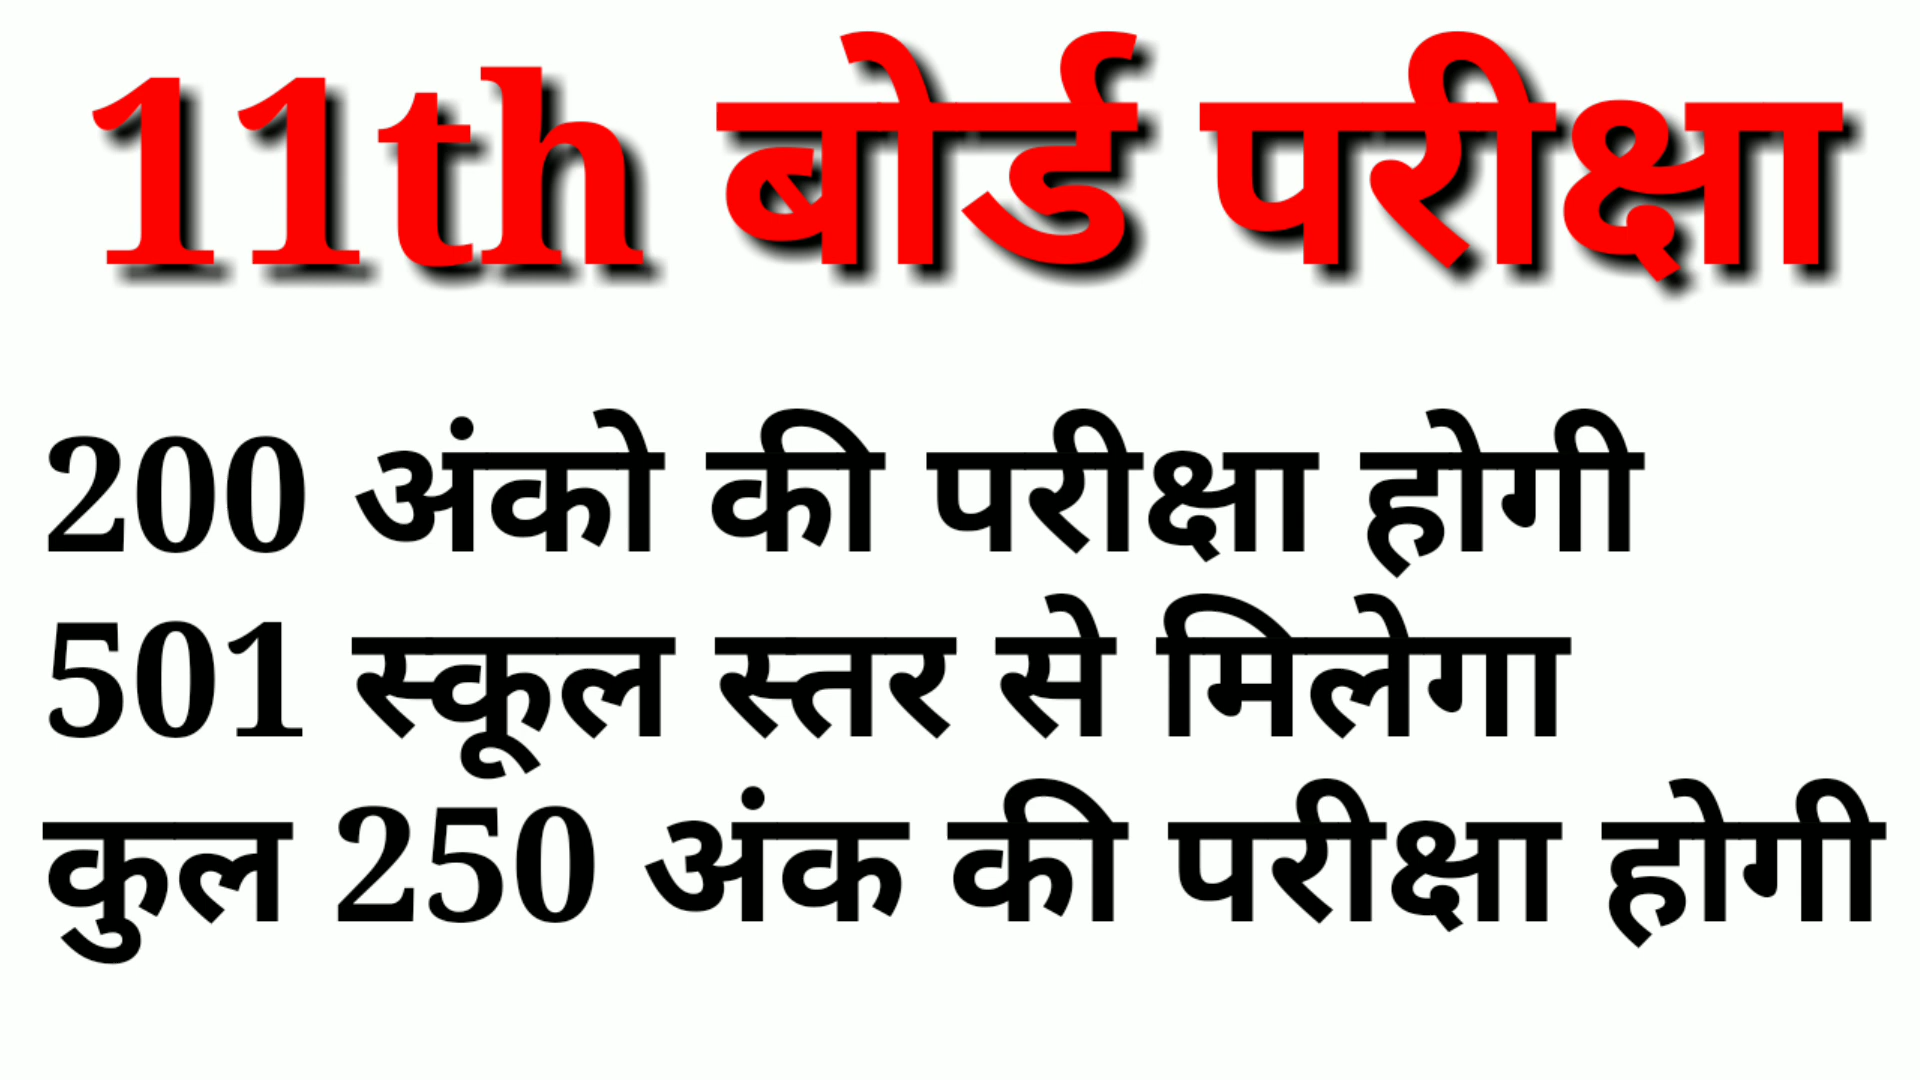 11th बोर्ड परीक्षा
200 अंको की परीक्षा होगी
501 स्कूल स्तर से मिलेगा
कुल 250 अंक की परीक्षा होगी